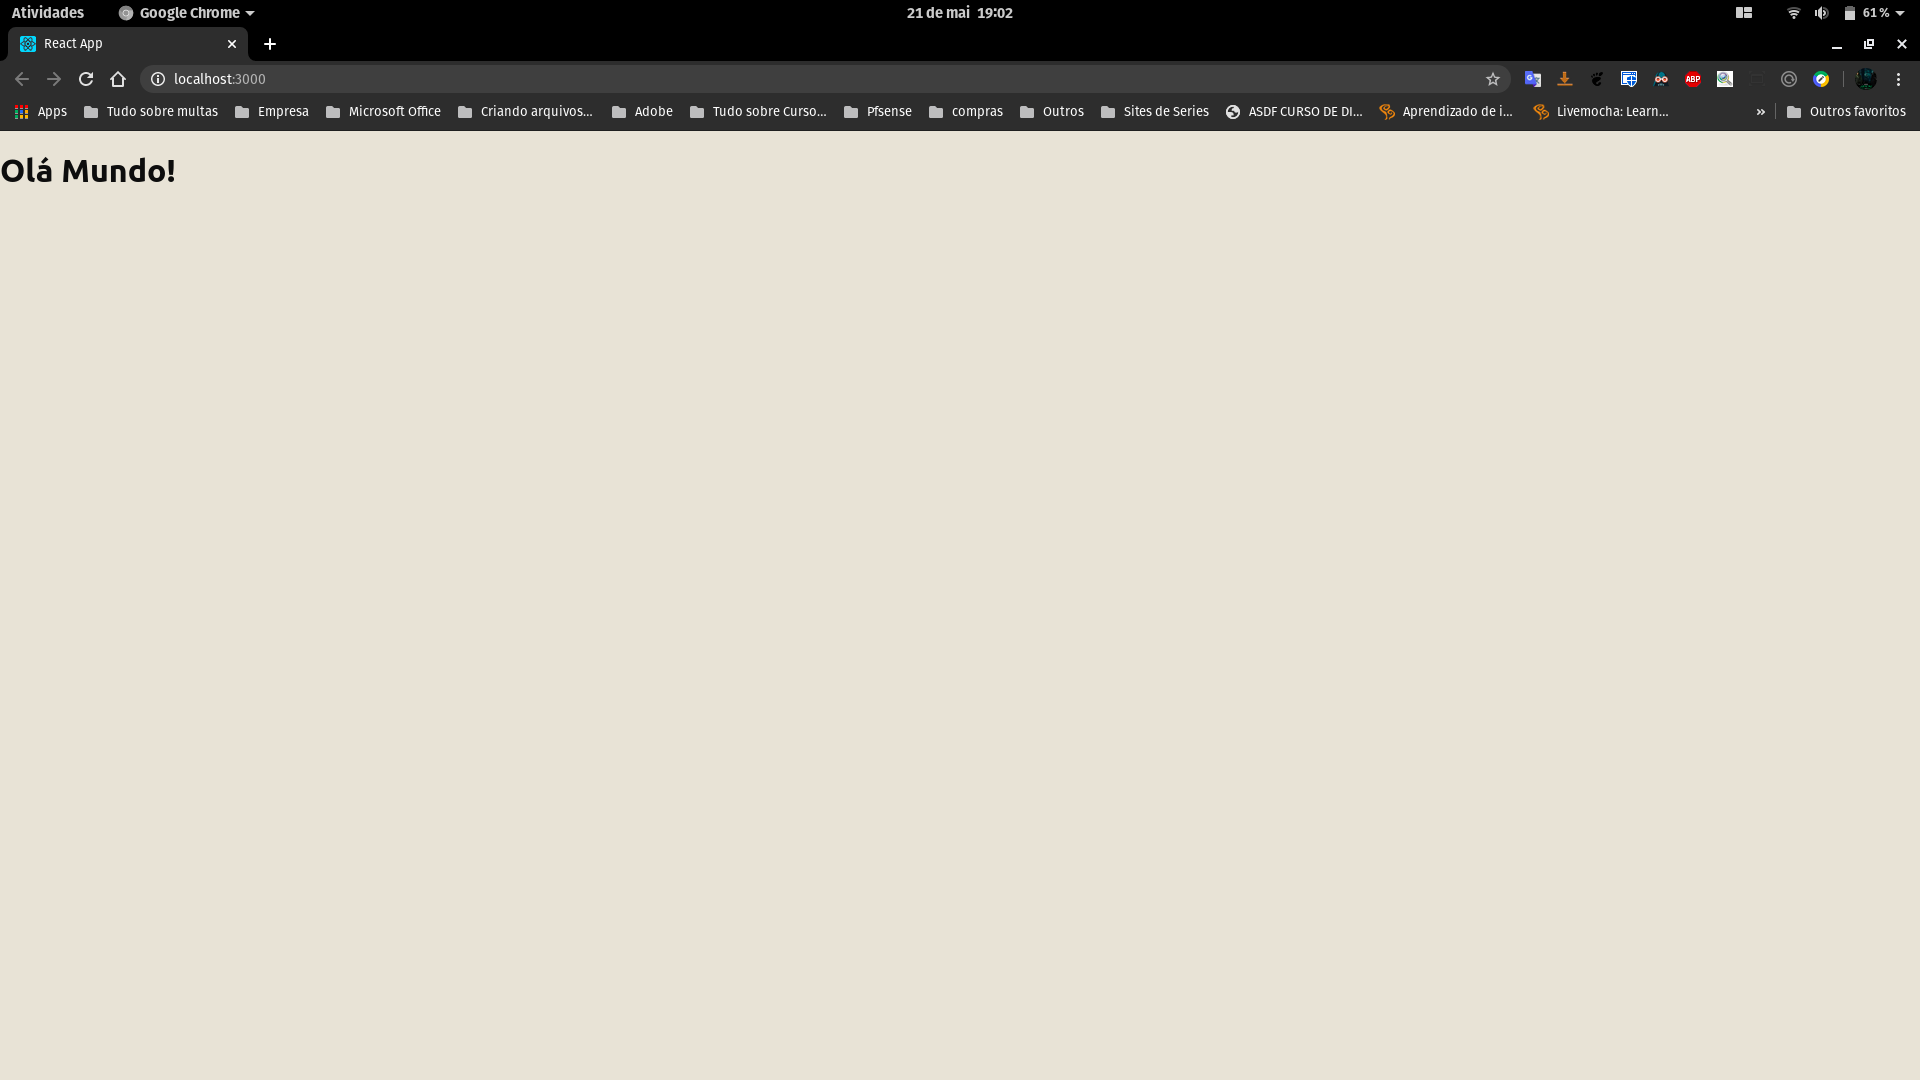 Atividades Google Chrome 21 de mai 19:02 61 %
React App
localhost:3000 ABP
Apps Tudo sobre multas Empresa Microsoft Office Criando arquivos... Adobe Tudo sobre Curso... Pfsense compras Outros Sites de Series ASDF CURSO DE DI... Aprendizado de i... Livemocha: Learn... » Outros favoritos
Olá Mundo!